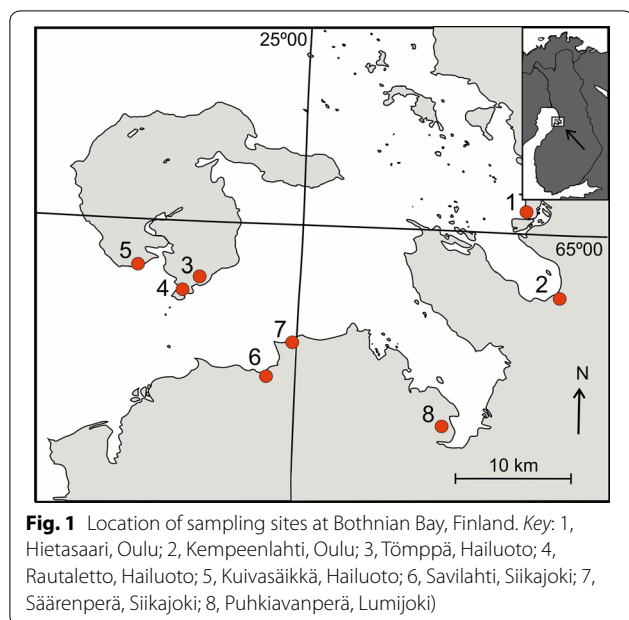 25º00
1
65º00
5
3
4
2
7
6
N
8
10 km
Fig. 1 Location of sampling sites at Bothnian Bay, Finland. Key: 1,
Hietasaari, Oulu; 2, Kempeenlahti, Oulu; 3, Tömppä, Hailuoto; 4,
Rautaletto, Hailuoto; 5, Kuivasäikkä, Hailuoto; 6, Savilahti, Siikajoki; 7,
Säärenperä, Siikajoki; 8, Puhkiavanperä, Lumijoki)